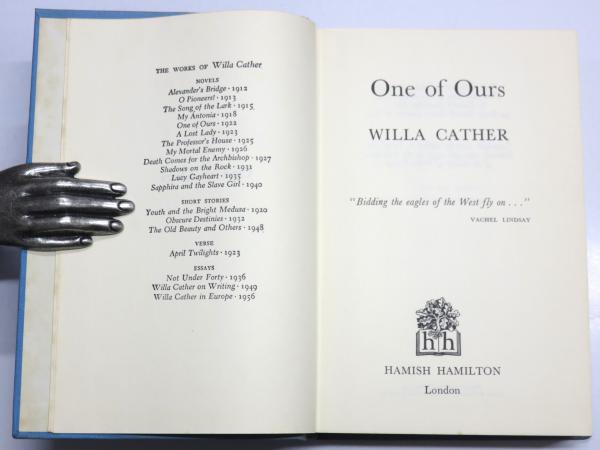 THE WORKS OF Willa Cather
NOVELS
Alexander's Bridge · 1912
O Pioneers! · 1913
The Song of the Lark · 1915
My Antonia · 1918
One of Ours · 1922
A Lost Lady · 1923
The Professor's House · 1925
My Mortal Enemy · 1926
Death Comes for the Archbishop · 1927
Shadows on the Rock · 1931
Lucy Gayheart · 1935
Sapphira and the Slave Girl · 1940
SHORT STORIES
Youth and the Bright Medusa · 1920
Obscure Destinies · 1932
The Old Beauty and Others · 1948
VERSE
April Twilights · 1923
ESSAYS
Not Under Forty · 1936
Willa Cather on Writing · 1949
Willa Cather in Europe · 1956
One of Ours
WILLA CATHER
"Bidding the eagles of the West fly on . . ."
VACHEL LINDSAY
hh
HAMISH HAMILTON
London